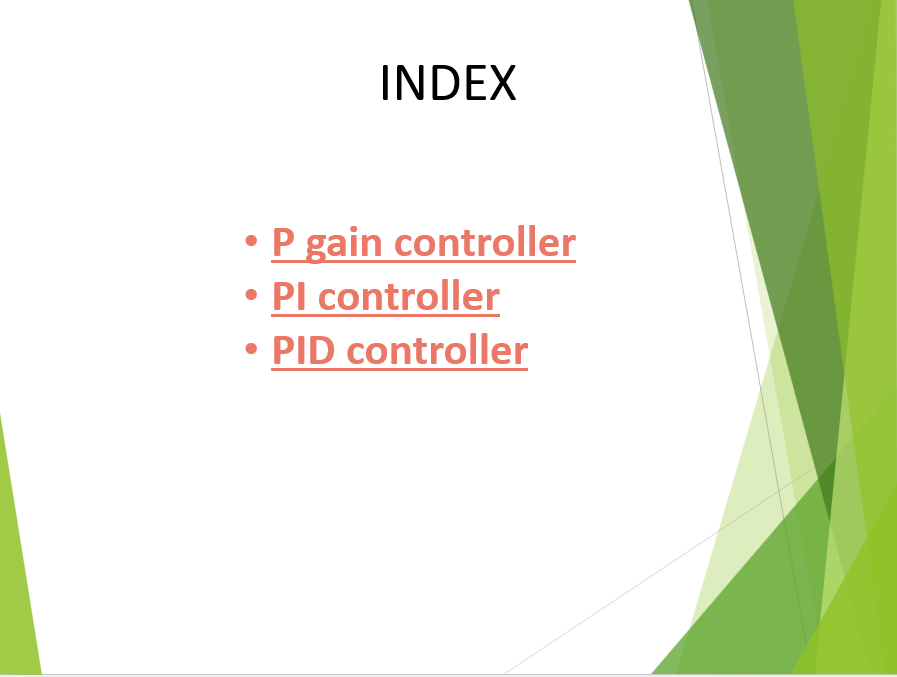 INDEX
• P gain controller
• PI controller
• PID controller